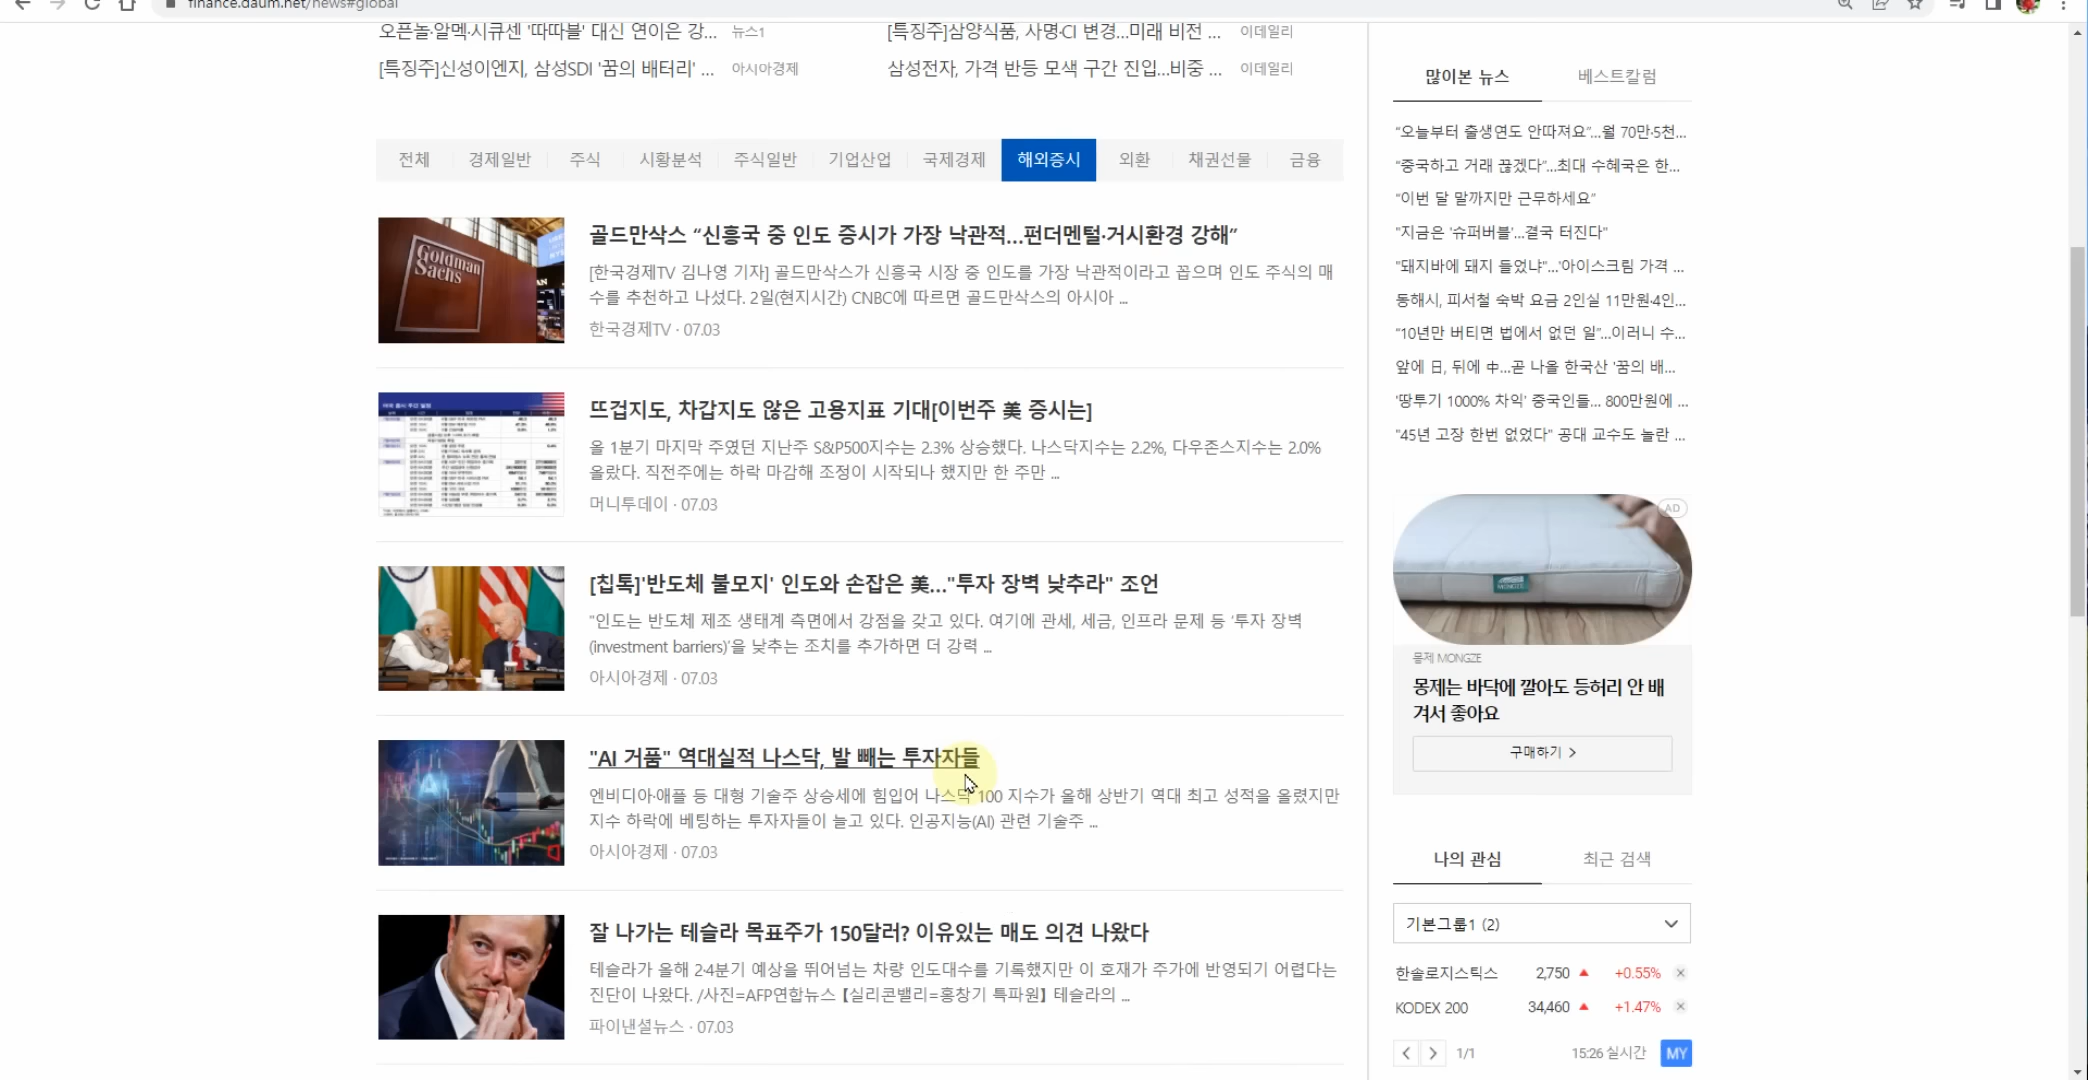 finance.daum.net/news#global
오픈놀·알멕·시큐센 '따따블' 대신 연이은 강...
뉴스1
[특징주]삼양식품, 사명·CI 변경...미래 비전 ...
이데일리
[특징주]신성이엔지, 삼성SDI '꿈의 배터리' ...
아시아경제
삼성전자, 가격 반등 모색 구간 진입...비중 ...
이데일리
전체 경제일반 주식 시황분석 주식일반 기업산업 국제경제 해외증시 외환 채권선물 금융
Goldman
Sachs
골드만삭스 “신흥국 중 인도 증시가 가장 낙관적...펀더멘털·거시환경 강해”
[한국경제TV 김나영 기자] 골드만삭스가 신흥국 시장 중 인도를 가장 낙관적이라고 꼽으며 인도 주식의 매
수를 추천하고 나섰다. 2일(현지시간) CNBC에 따르면 골드만삭스의 아시아 ...
한국경제TV · 07.03
뜨겁지도, 차갑지도 않은 고용지표 기대[이번주 美 증시는]
올 1분기 마지막 주였던 지난주 S&P500지수는 2.3% 상승했다. 나스닥지수는 2.2%, 다우존스지수는 2.0%
올랐다. 직전주에는 하락 마감해 조정이 시작되나 했지만 한 주만 ...
머니투데이 · 07.03
[칩톡]'반도체 불모지' 인도와 손잡은 美..."투자 장벽 낮추라" 조언
"인도는 반도체 제조 생태계 측면에서 강점을 갖고 있다. 여기에 관세, 세금, 인프라 문제 등 '투자 장벽
(investment barriers)'을 낮추는 조치를 추가하면 더 강력 ...
아시아경제 · 07.03
"AI 거품" 역대실적 나스닥, 발 빼는 투자자들
엔비디아·애플 등 대형 기술주 상승세에 힘입어 나스닥 100 지수가 올해 상반기 역대 최고 성적을 올렸지만
지수 하락에 베팅하는 투자자들이 늘고 있다. 인공지능(AI) 관련 기술주 ...
아시아경제 · 07.03
잘 나가는 테슬라 목표주가 150달러? 이유있는 매도 의견 나왔다
테슬라가 올해 2·4분기 예상을 뛰어넘는 차량 인도대수를 기록했지만 이 호재가 주가에 반영되기 어렵다는
진단이 나왔다. /사진=AFP연합뉴스【실리콘밸리=홍창기 특파원】테슬라의 ...
파이낸셜뉴스 · 07.03
많이본 뉴스 베스트칼럼
“오늘부터 출생연도 안따져요”...월 70만·5천...
“중국하고 거래 끊겠다”...최대 수혜국은 한...
“이번 달 말까지만 근무하세요”
"지금은 '슈퍼버블'...결국 터진다"
"돼지바에 돼지 들었냐"...'아이스크림 가격 ...
동해시, 피서철 숙박 요금 2인실 11만원·4인...
“10년만 버티면 법에서 없던 일”...이러니 수...
앞에 日, 뒤에 中...곧 나올 한국산 '꿈의 배...
'땅투기 1000% 차익' 중국인들... 800만원에 ...
"45년 고장 한번 없었다" 공대 교수도 놀란 ...
AD
MONGZE
몽제 MONGZE
몽제는 바닥에 깔아도 등허리 안 배
겨서 좋아요
구매하기 >
나의 관심 최근 검색
기본그룹1 (2)
한솔로지스틱스 2,750 ▲ +0.55% ×
KODEX 200 34,460 ▲ +1.47% ×
< > 1/1 15:26 실시간 MY